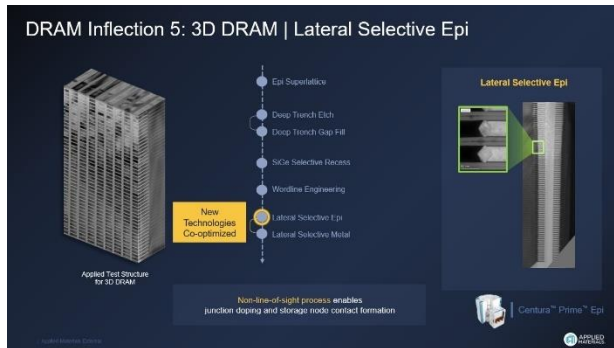 DRAM Inflection 5: 3D DRAM | Lateral Selective Epi
Epi Superlattice
Deep Trench Etch
Deep Trench Gap Fill
SiGe Selective Recess
Wordline Engineering
New
Technologies
Co-optimized
Lateral Selective Epi
Lateral Selective Metal
Applied Test Structure
for 3D DRAM
Non-line-of-sight process enables
junction doping and storage node contact formation
Lateral Selective Epi
Centura™ Prime™ Epi
| Applied Materials External
APPLIED
MATERIALS